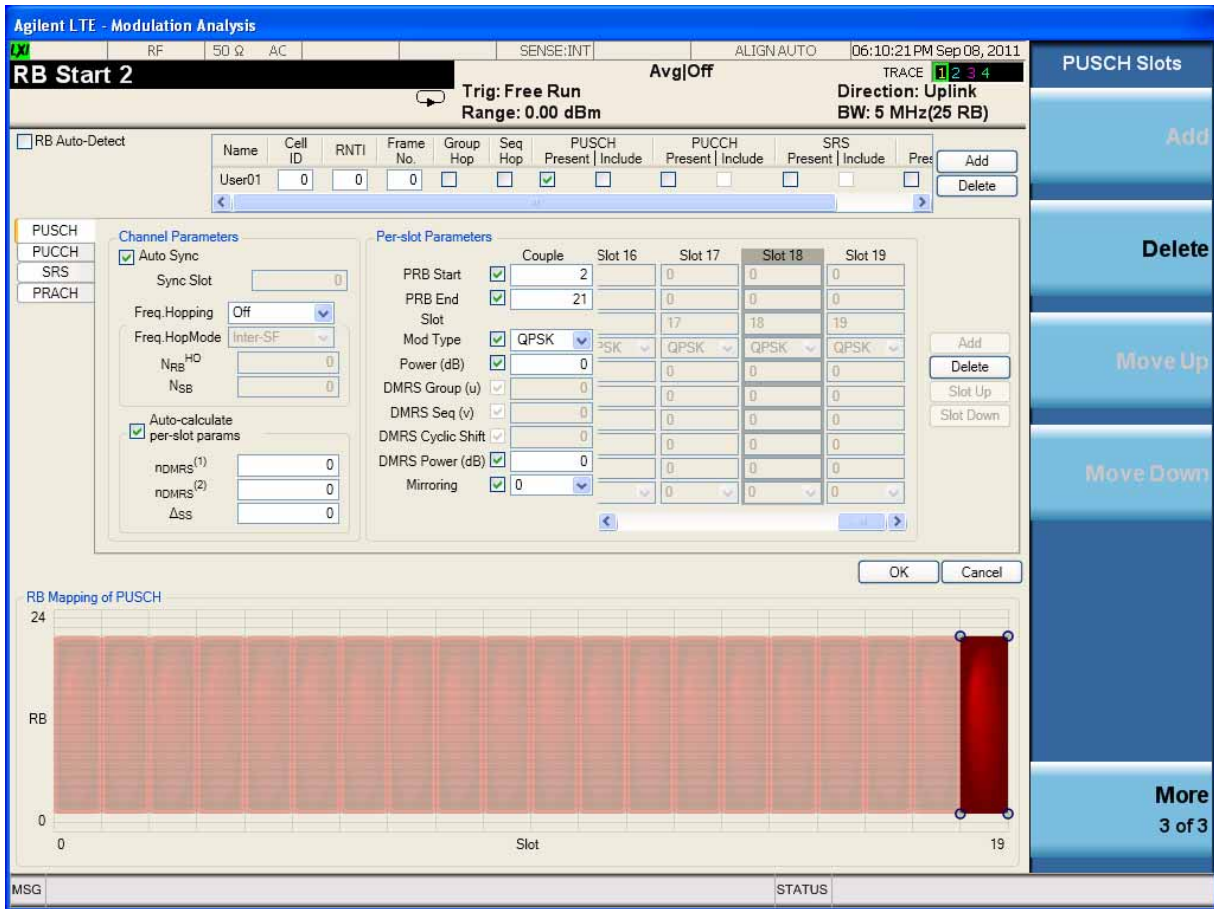 Agilent LTE - Modulation Analysis
LXI RF 50 Ω AC SENSE:INT ALIGN AUTO 06:10:21 PM Sep 08, 2011
RB Start 2
Avg|Off
TRACE 1 2 3 4
Trig: Free Run
Direction: Uplink
Range: 0.00 dBm
BW: 5 MHz(25 RB)
PUSCH Slots
Add
Delete
Move Up
Move Down
More
3 of 3
RB Auto-Detect
Name Cell ID RNTI Frame No. Group Hop Seq Hop PUSCH Present Include PUCCH Present Include SRS Present Include Pres
User01 0 0 0
Add
Delete
PUSCH
PUCCH
SRS
PRACH
Channel Parameters
Auto Sync
Sync Slot 0
Freq.Hopping Off
Freq.HopMode Inter-SF
NRB HO 0
NSB 0
Auto-calculate
per-slot params
nDMRS(1) 0
nDMRS(2) 0
Δss 0
Per-slot Parameters
Couple Slot 16 Slot 17 Slot 18 Slot 19
PRB Start 2 0 0 0
PRB End 21 0 0 0
Slot 17 18 19
Mod Type QPSK PSK QPSK QPSK QPSK
Power (dB) 0 0 0 0
DMRS Group (u) 0 0 0 0
DMRS Seq (v) 0 0 0 0
DMRS Cyclic Shift 0 0 0 0
DMRS Power (dB) 0 0 0 0
Mirroring 0 0 0 0
Add
Delete
Slot Up
Slot Down
OK Cancel
RB Mapping of PUSCH
24
RB
0
0 Slot 19
MSG STATUS